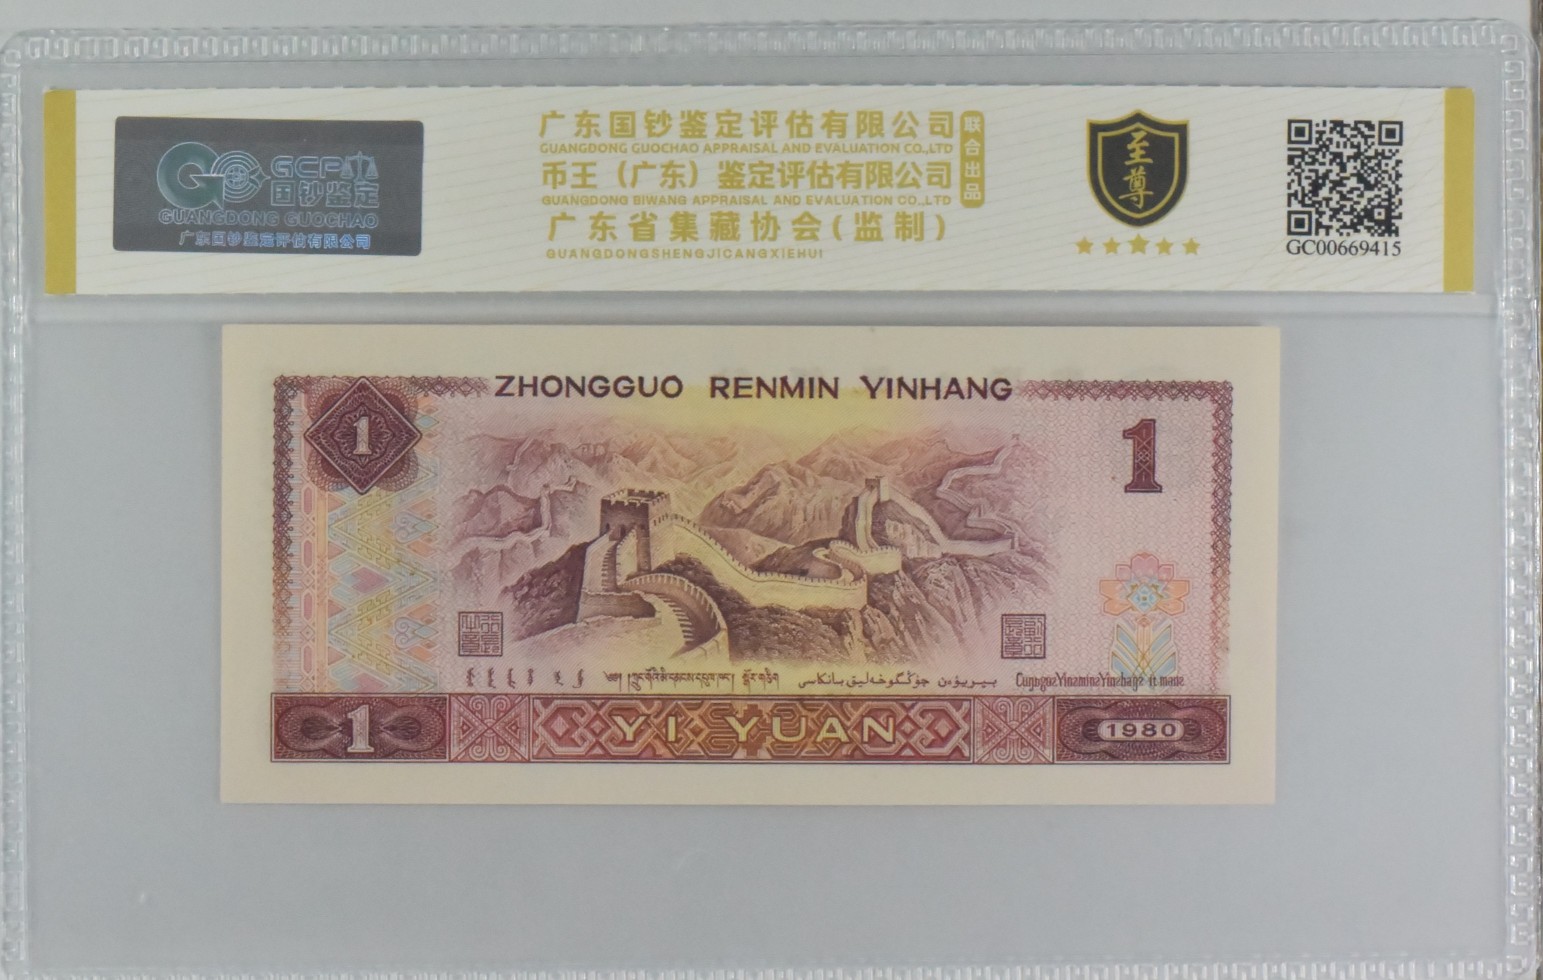 GCPA
国钞鉴定
GUANGDONG GUOCHAO
广东国钞鉴定评估有限公司
广东国钞鉴定评估有限公司
GUANGDONG GUOCHAO APPRAISAL AND EVALUATION CO.,LTD
币王（广东）鉴定评估有限公司
GUANGDONG BIWANG APPRAISAL AND EVALUATION CO.,LTD
联合出品
广东省集藏协会(监制)
GUANGDONGSHENGJICANGXIEHUI
至尊
GC00669415
ZHONGGUO RENMIN YINHANG
1
1
1
YI YUAN
1980